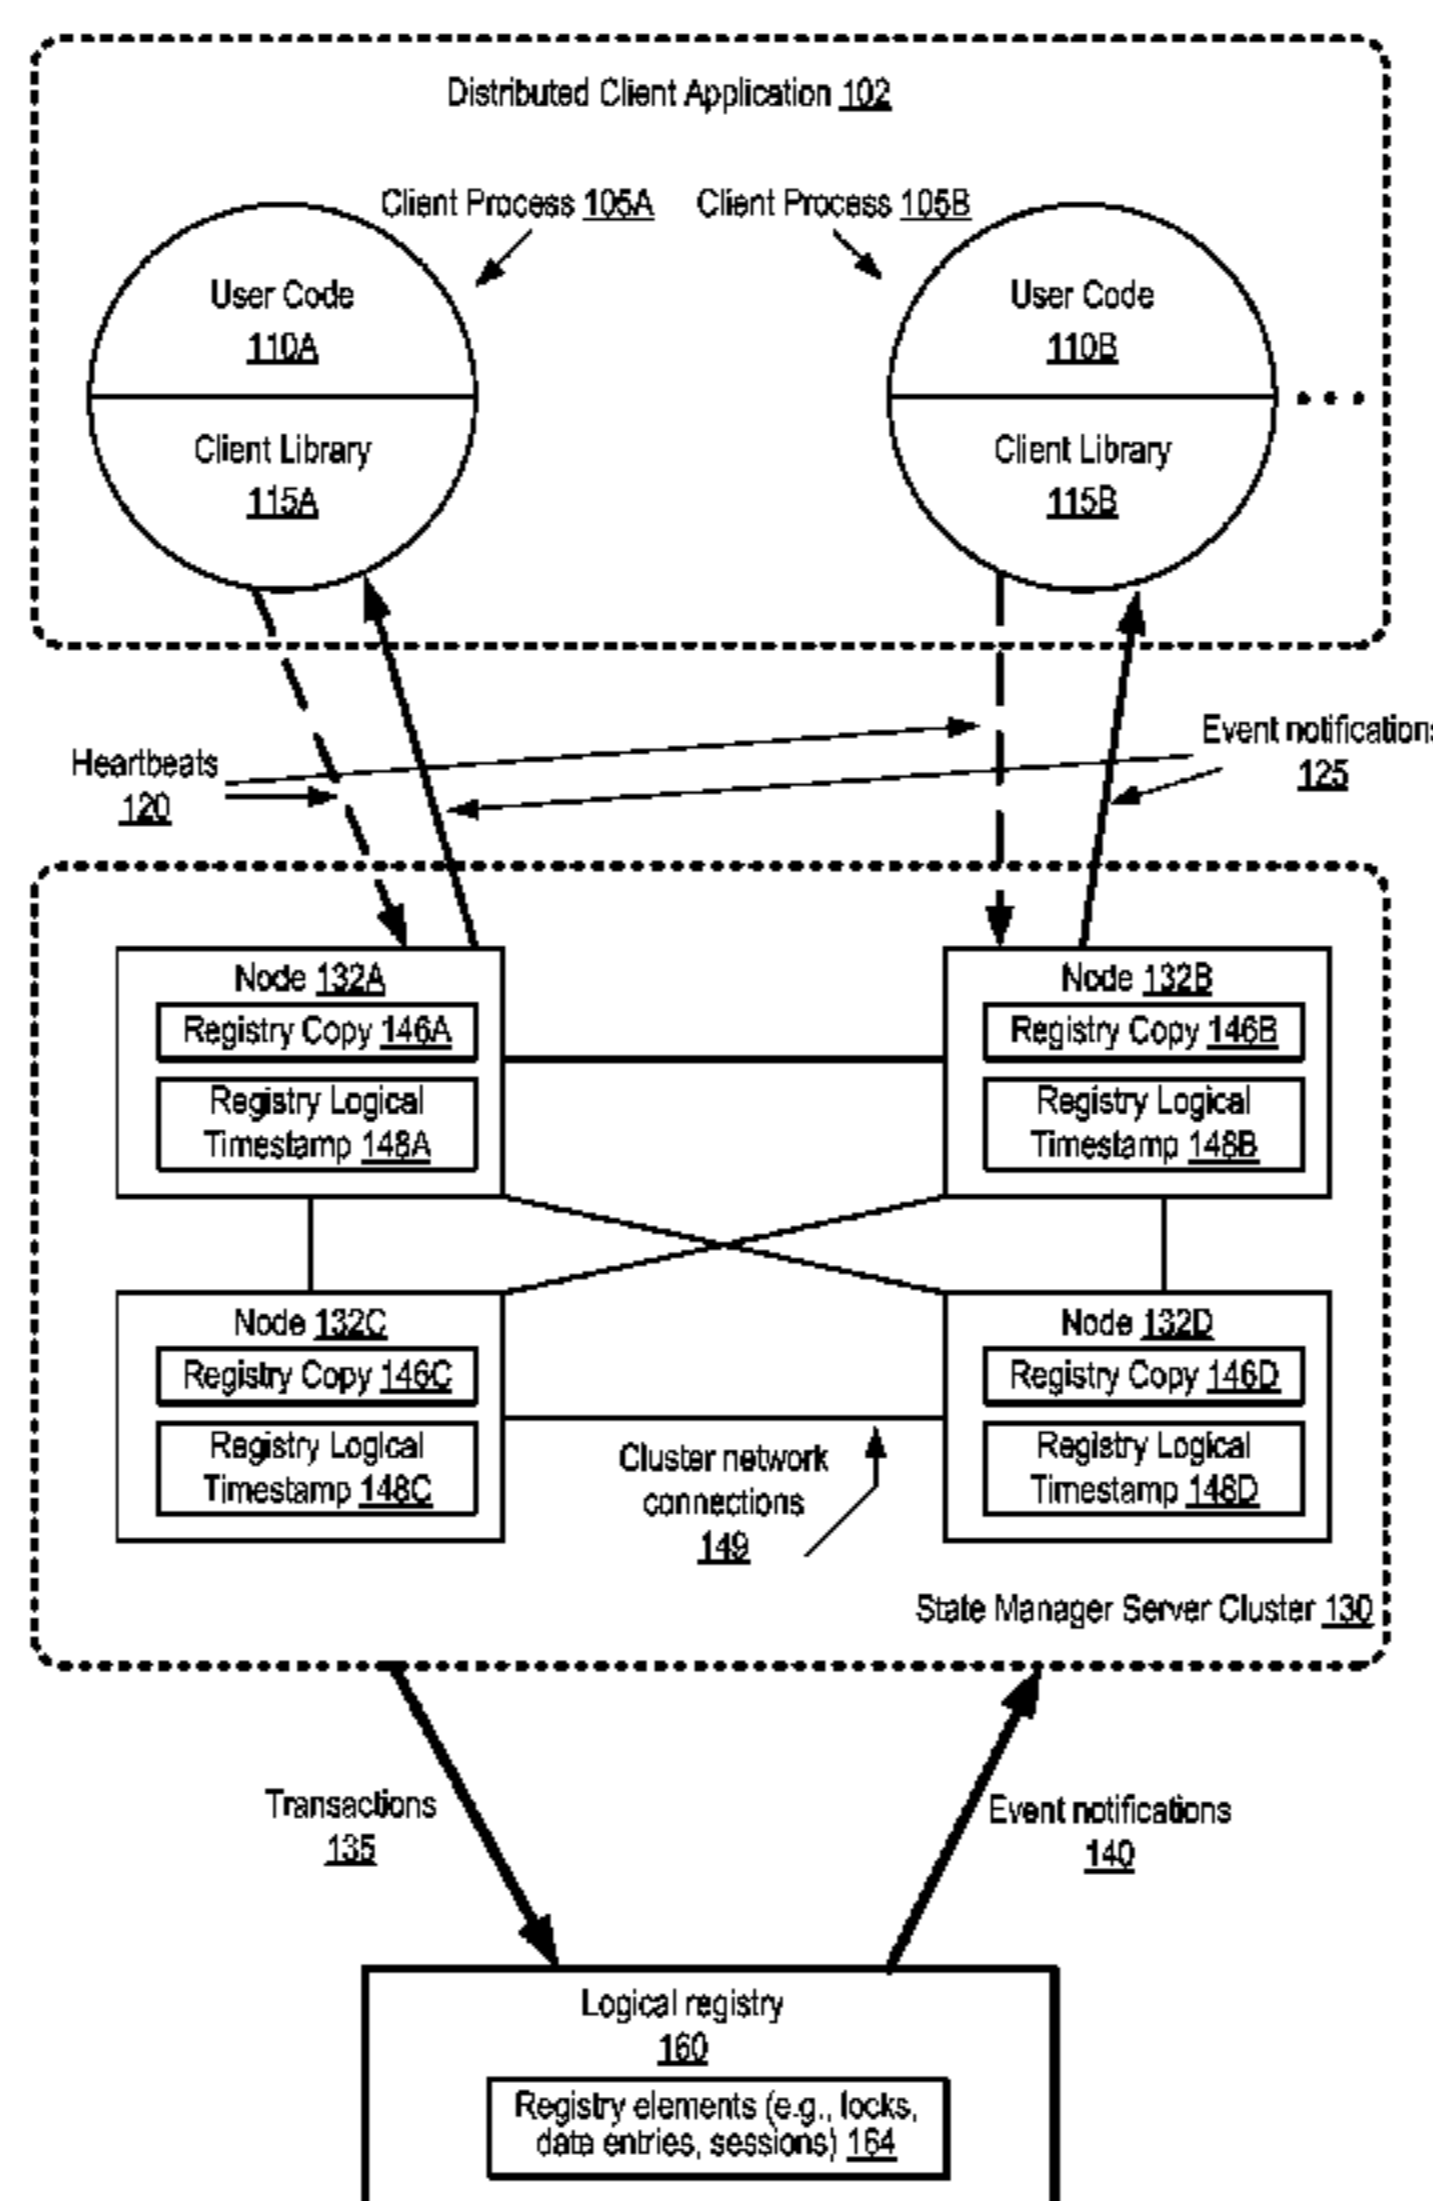 Distributed Client Application 102
Client Process 105A
Client Process 105B
User Code
110A
User Code
110B
Client Library
115A
Client Library
115B
Heartbeats
120
Event notifications
125
Node 132A
Registry Copy 146A
Registry Logical
Timestamp 148A
Node 132B
Registry Copy 146B
Registry Logical
Timestamp 148B
Node 132C
Registry Copy 146C
Registry Logical
Timestamp 148C
Node 132D
Registry Copy 146D
Registry Logical
Timestamp 148D
Cluster network
connections
149
State Manager Server Cluster 130
Transactions
135
Event notifications
140
Logical registry
160
Registry elements (e.g., locks,
data entries, sessions) 164